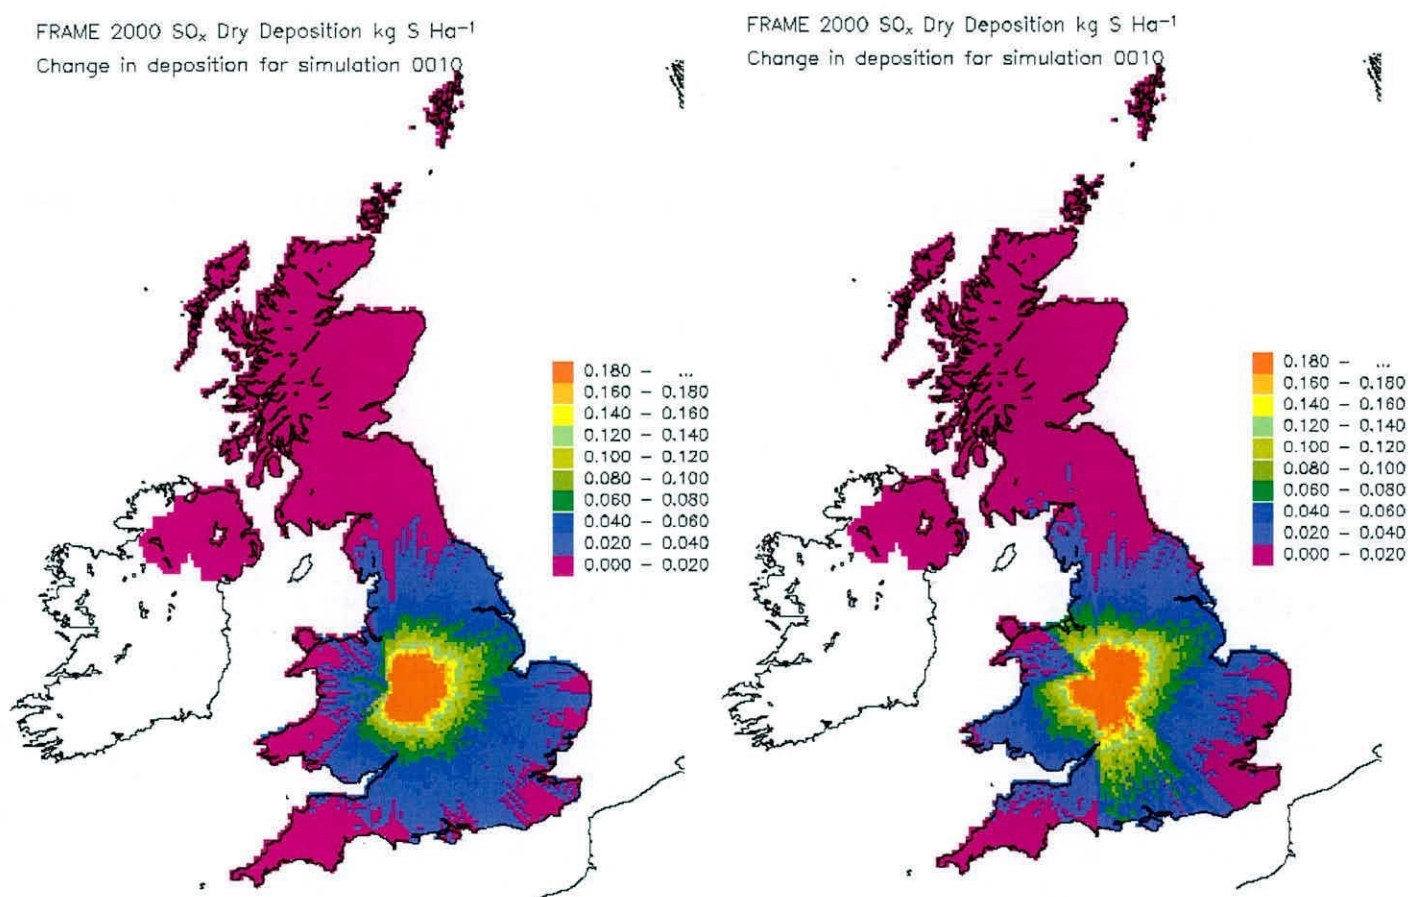 FRAME 2000 SOₓ Dry Deposition kg S Ha⁻¹
Change in deposition for simulation 0010
0.180 – ...
0.160 – 0.180
0.140 – 0.160
0.120 – 0.140
0.100 – 0.120
0.080 – 0.100
0.060 – 0.080
0.040 – 0.060
0.020 – 0.040
0.000 – 0.020
FRAME 2000 SOₓ Dry Deposition kg S Ha⁻¹
Change in deposition for simulation 0010
0.180 – ...
0.160 – 0.180
0.140 – 0.160
0.120 – 0.140
0.100 – 0.120
0.080 – 0.100
0.060 – 0.080
0.040 – 0.060
0.020 – 0.040
0.000 – 0.020